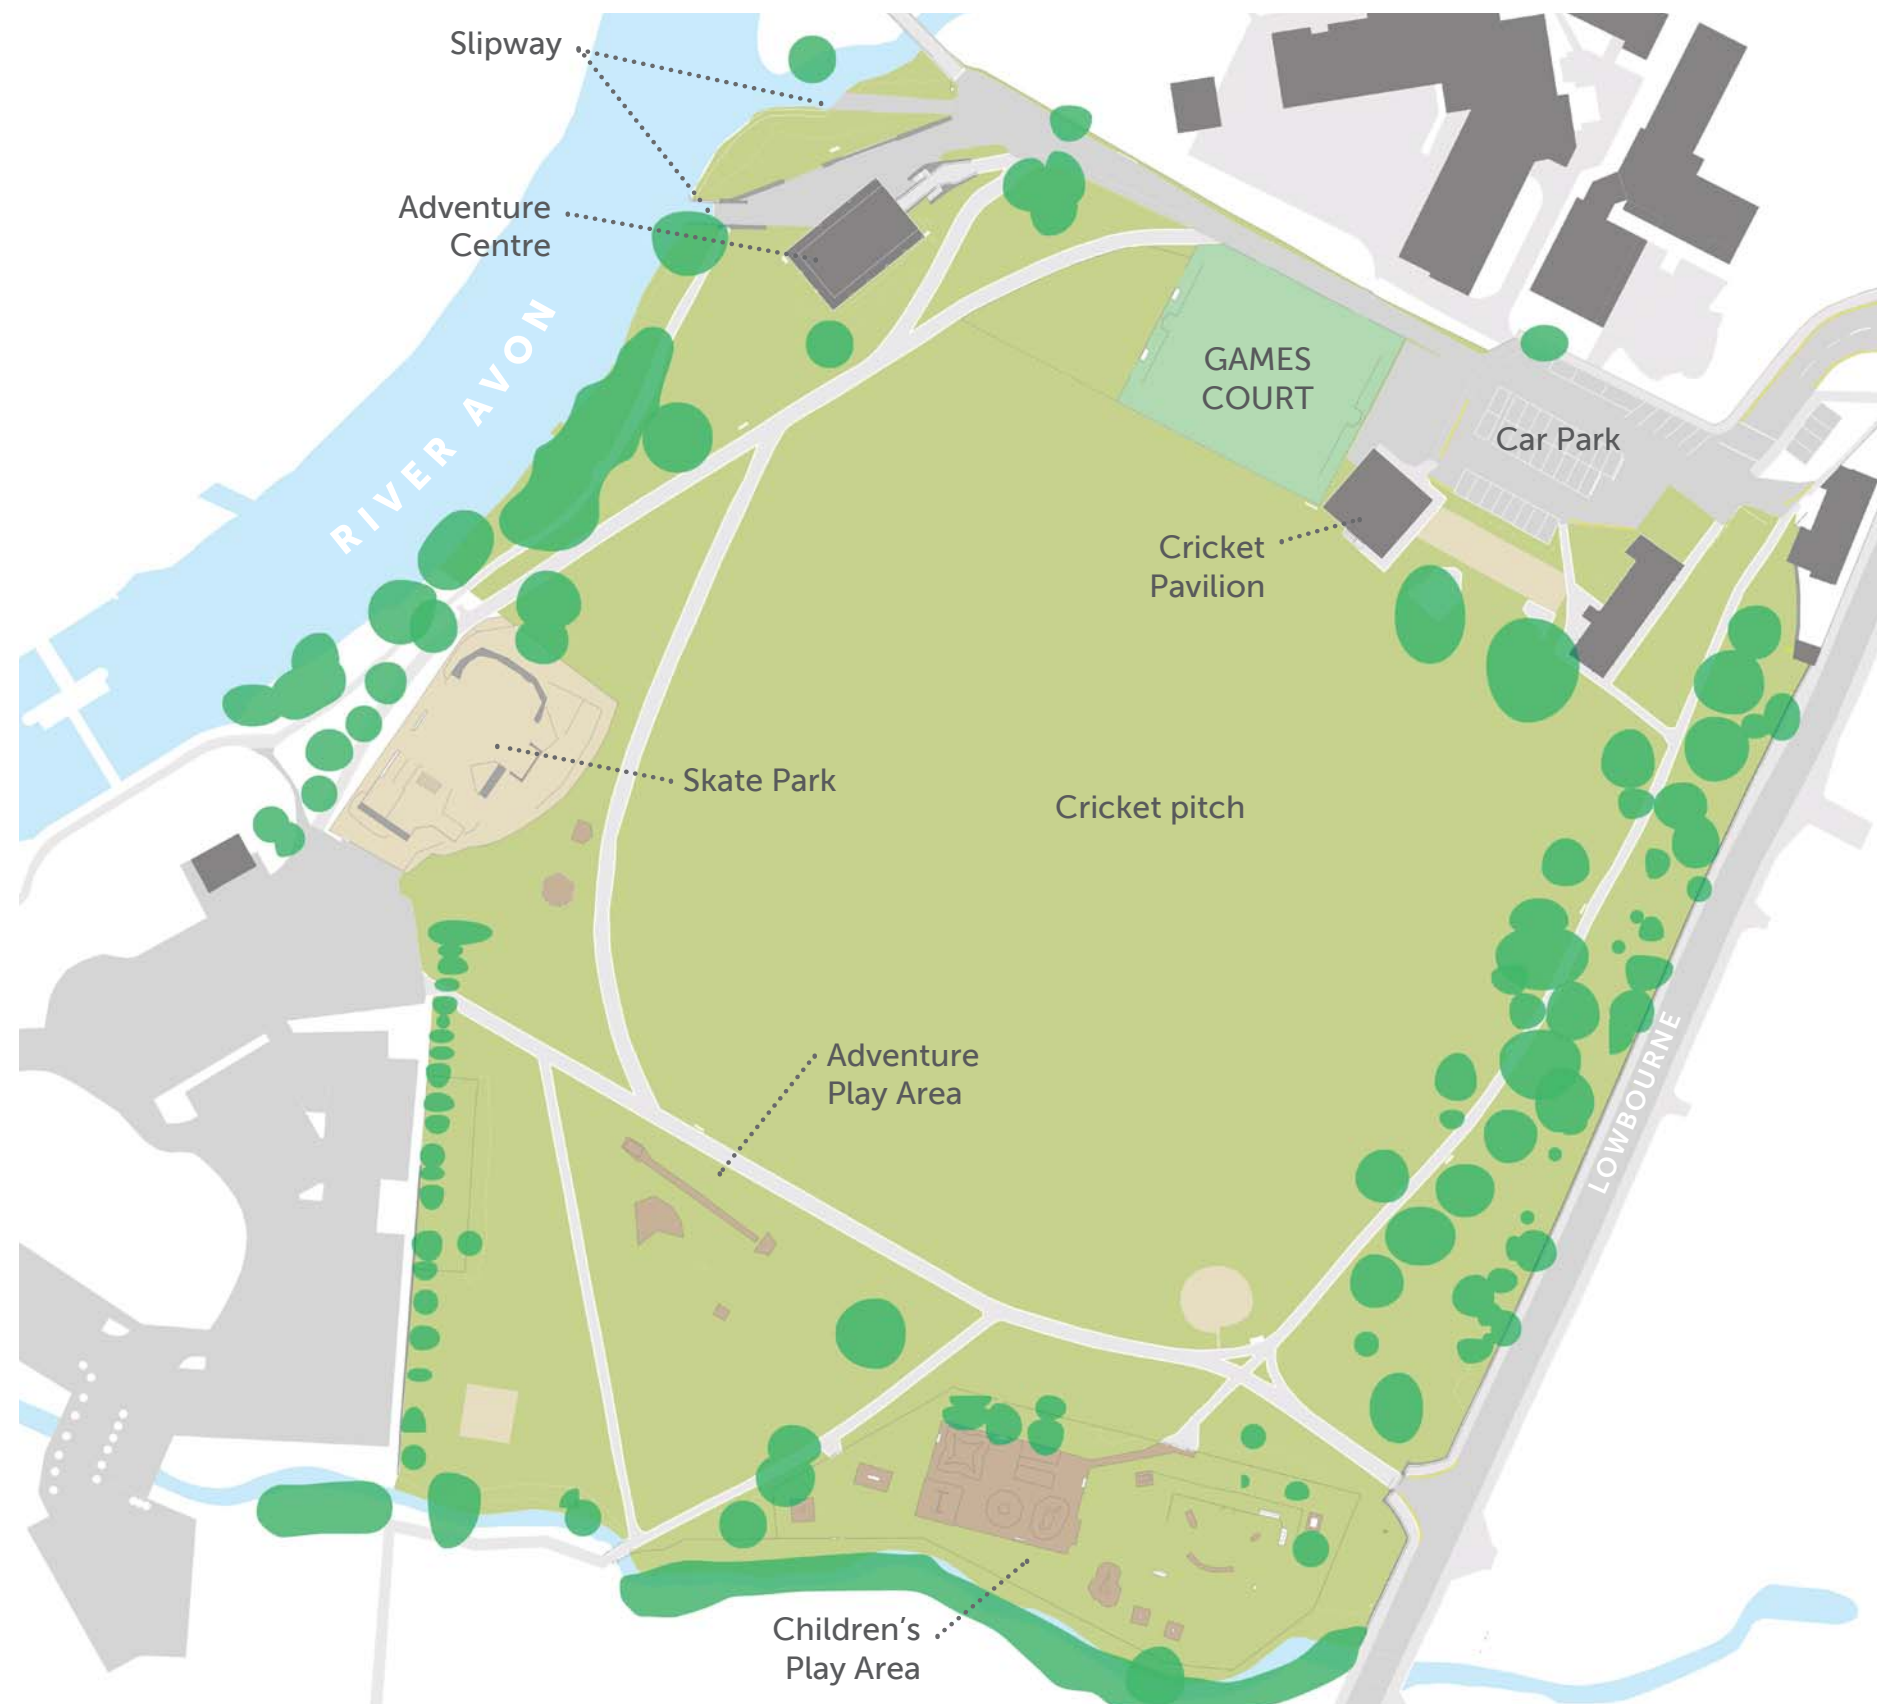 Slipway
Adventure
Centre
RIVER AVON
GAMES
COURT
Car Park
Cricket
Pavilion
Skate Park
Cricket pitch
Adventure
Play Area
LOWBOURNE
Children’s
Play Area